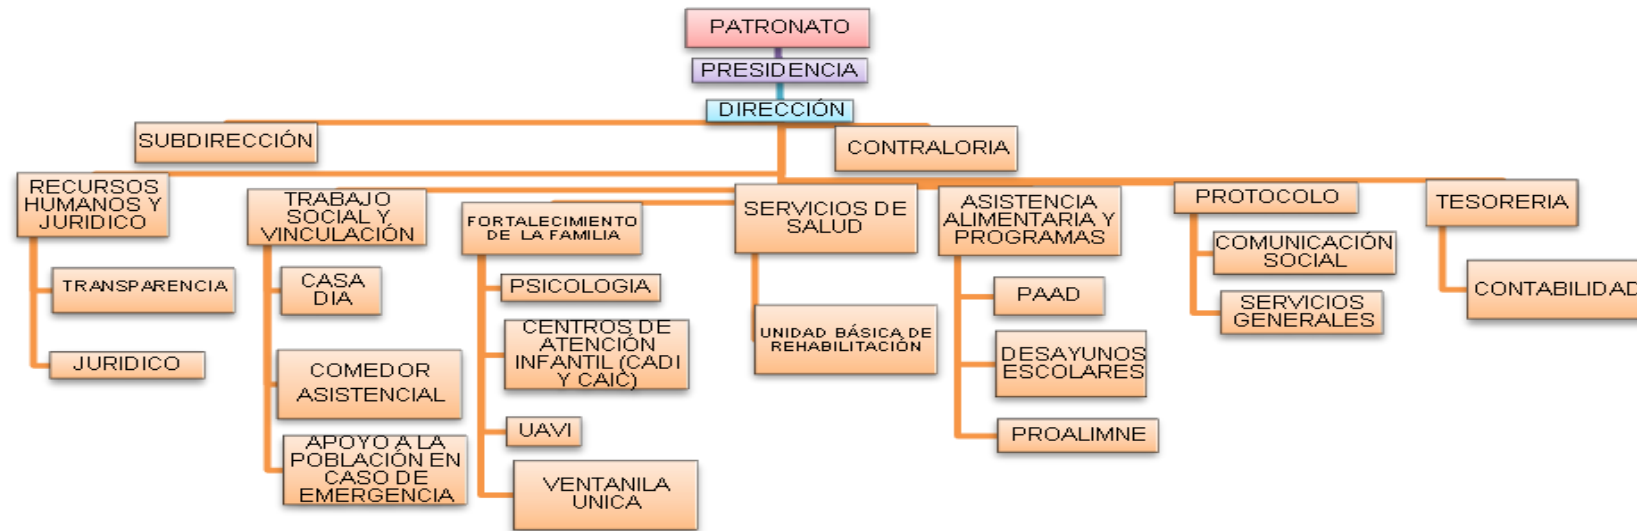 PATRONATO
PRESIDENCIA
DIRECCIÓN
SUBDIRECCIÓN
CONTRALORIA
RECURSOS
HUMANOS Y
JURIDICO
TRABAJO
SOCIAL Y
VINCULACIÓN
FORTALECIMIENTO
DE LA FAMILIA
SERVICIOS DE
SALUD
ASISTENCIA
ALIMENTARIA Y
PROGRAMAS
PROTOCOLO
TESORERIA
TRANSPARENCIA
JURIDICO
CASA
DIA
COMEDOR
ASISTENCIAL
APOYO A LA
POBLACIÓN EN
CASO DE
EMERGENCIA
PSICOLOGIA
CENTROS DE
ATENCIÓN
INFANTIL (CADI
Y CAIC)
UAVI
VENTANILA
UNICA
UNIDAD BÁSICA DE
REHABILITACIÓN
PAAD
DESAYUNOS
ESCOLARES
PROALIMNE
COMUNICACIÓN
SOCIAL
SERVICIOS
GENERALES
CONTABILIDAD